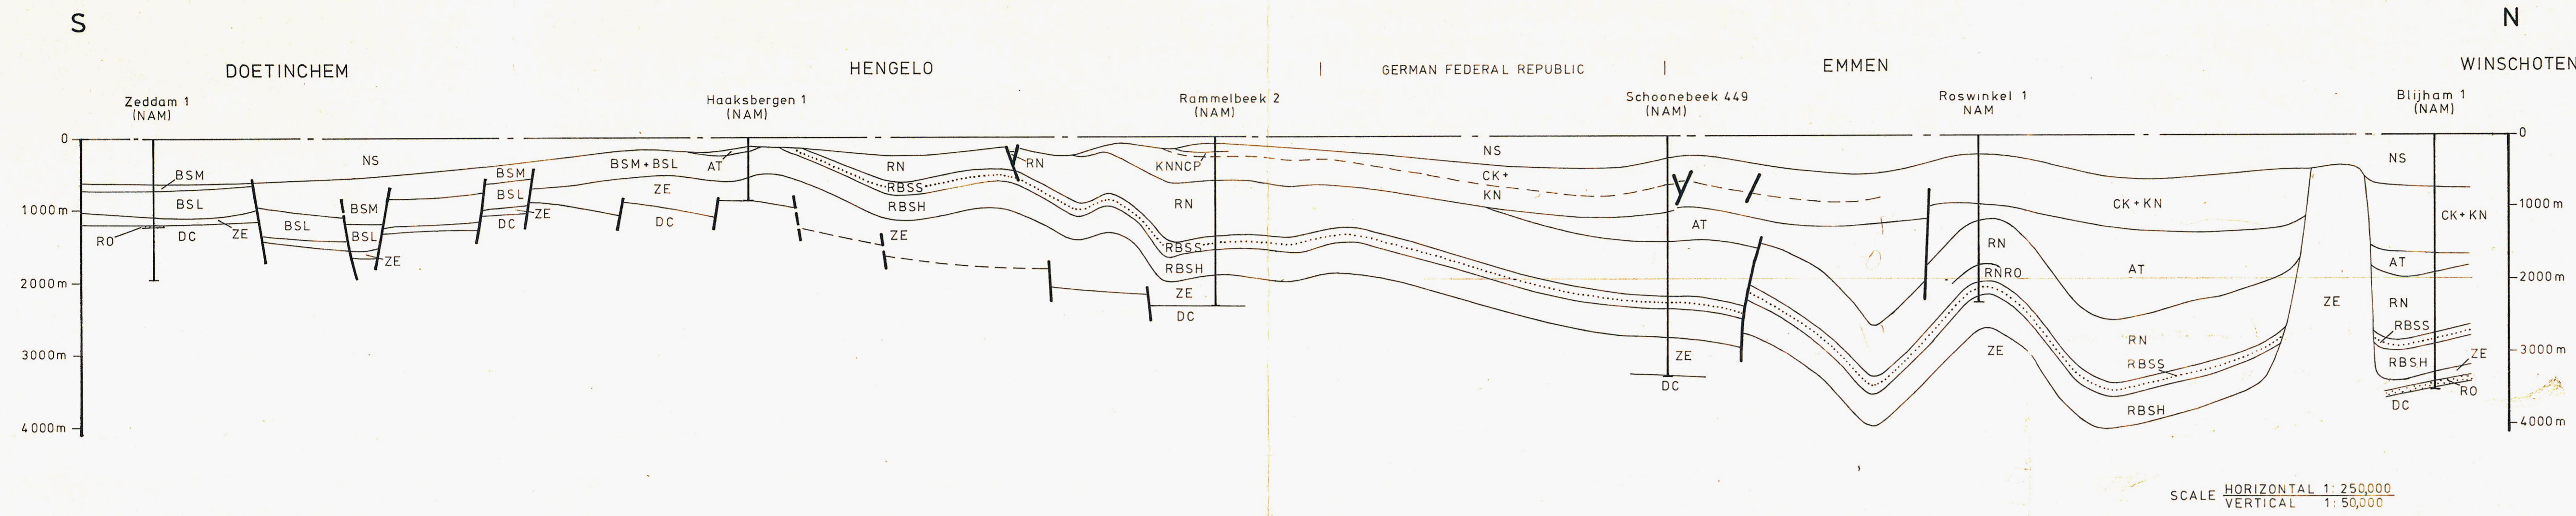 S
N
DOETINCHEM
HENGELO
GERMAN FEDERAL REPUBLIC
EMMEN
WINSCHOTEN
Zeddam 1
(NAM)
Haaksbergen 1
(NAM)
Rammelbeek 2
(NAM)
Schoonebeek 449
(NAM)
Roswinkel 1
NAM
Blijham 1
(NAM)
0
1000m
2000m
3000m
4000m
BSM
BSL
RO
DC
ZE
NS
BSL
BSM
BSL
ZE
BSM
BSL
DC
ZE
BSM+BSL
AT
ZE
DC
RN
RBSS
RBSH
ZE
RN
KNNCP
RN
RBSS
RBSH
ZE
DC
NS
CK+
KN
AT
ZE
DC
RN
RNRO
ZE
CK+KN
AT
RN
RBSS
RBSH
ZE
NS
CK+KN
AT
RN
RBSS
RBSH
ZE
RO
DC
0
1000m
2000m
3000m
4000m
SCALE HORIZONTAL 1:250,000
VERTICAL 1:50,000